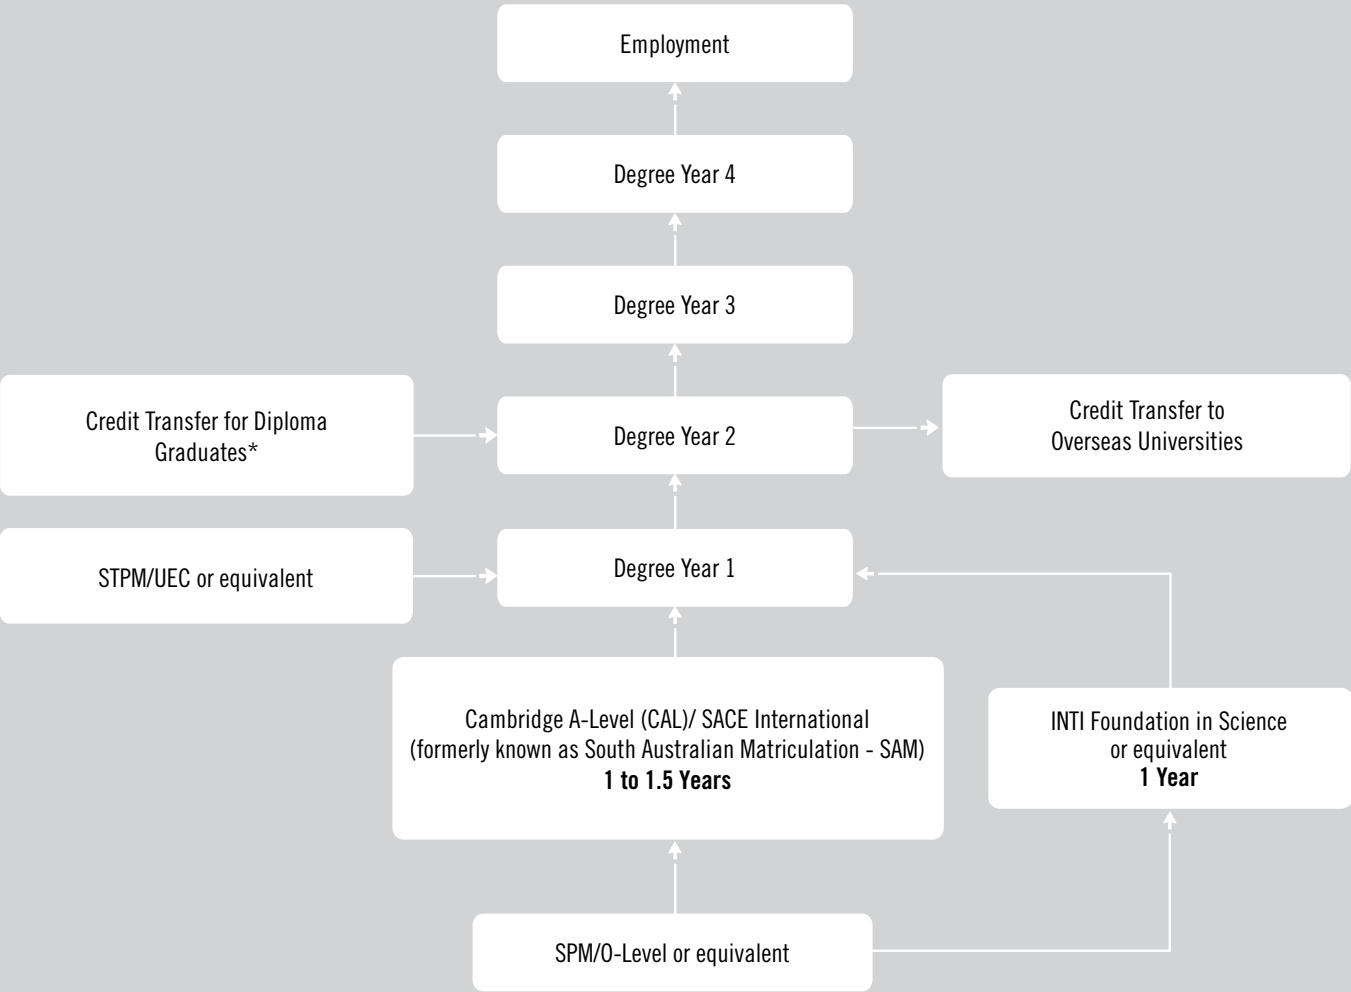 Employment
Degree Year 4
Degree Year 3
Credit Transfer for Diploma
Graduates*
Degree Year 2
Credit Transfer to
Overseas Universities
STPM/UEC or equivalent
Degree Year 1
Cambridge A-Level (CAL)/ SACE International
(formerly known as South Australian Matriculation - SAM)
1 to 1.5 Years
INTI Foundation in Science
or equivalent
1 Year
SPM/O-Level or equivalent